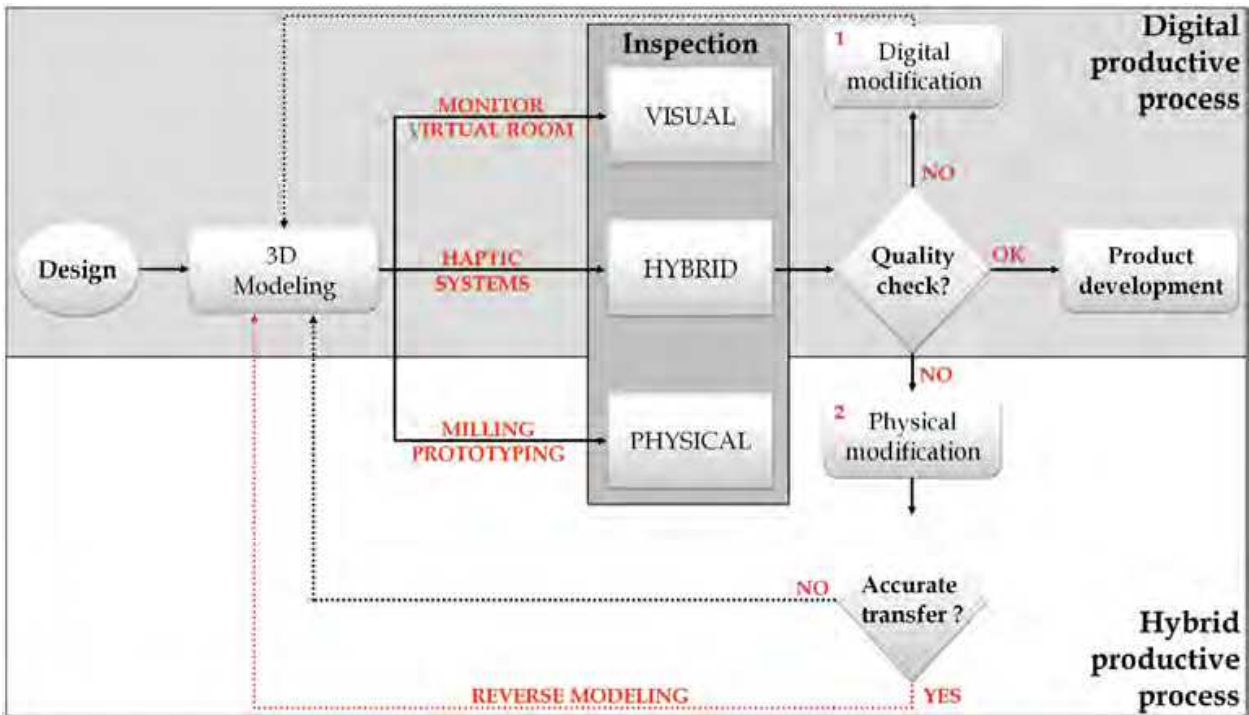 Digital
productive
process
Inspection
1
Digital
modification
MONITOR
VIRTUAL ROOM
VISUAL
NO
Design
3D
Modeling
HAPTIC
SYSTEMS
HYBRID
Quality
check?
OK
Product
development
NO
MILLING
PROTOTYPING
PHYSICAL
2
Physical
modification
NO
Accurate
transfer ?
Hybrid
productive
process
REVERSE MODELING
YES